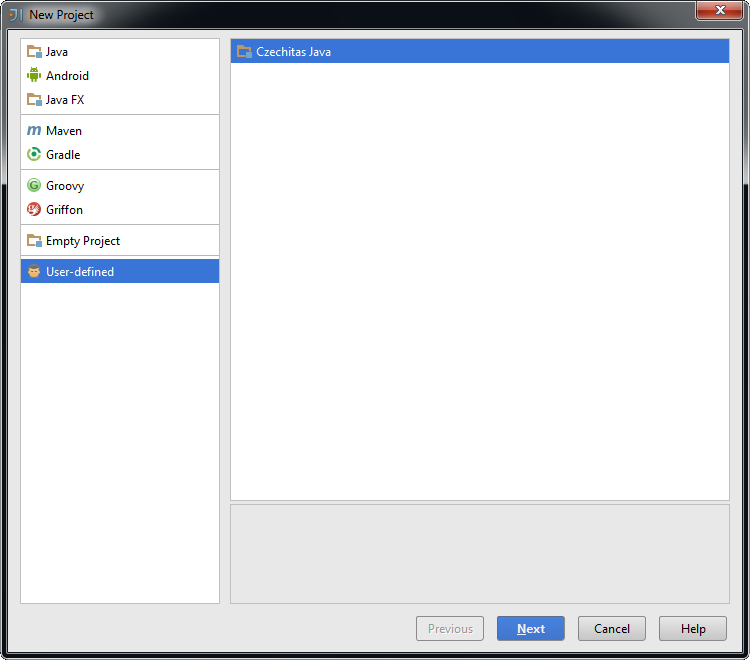 New Project
Java
Android
Java FX
Maven
Gradle
Groovy
Griffon
Empty Project
User-defined
Czechitas Java
Previous
Next
Cancel
Help